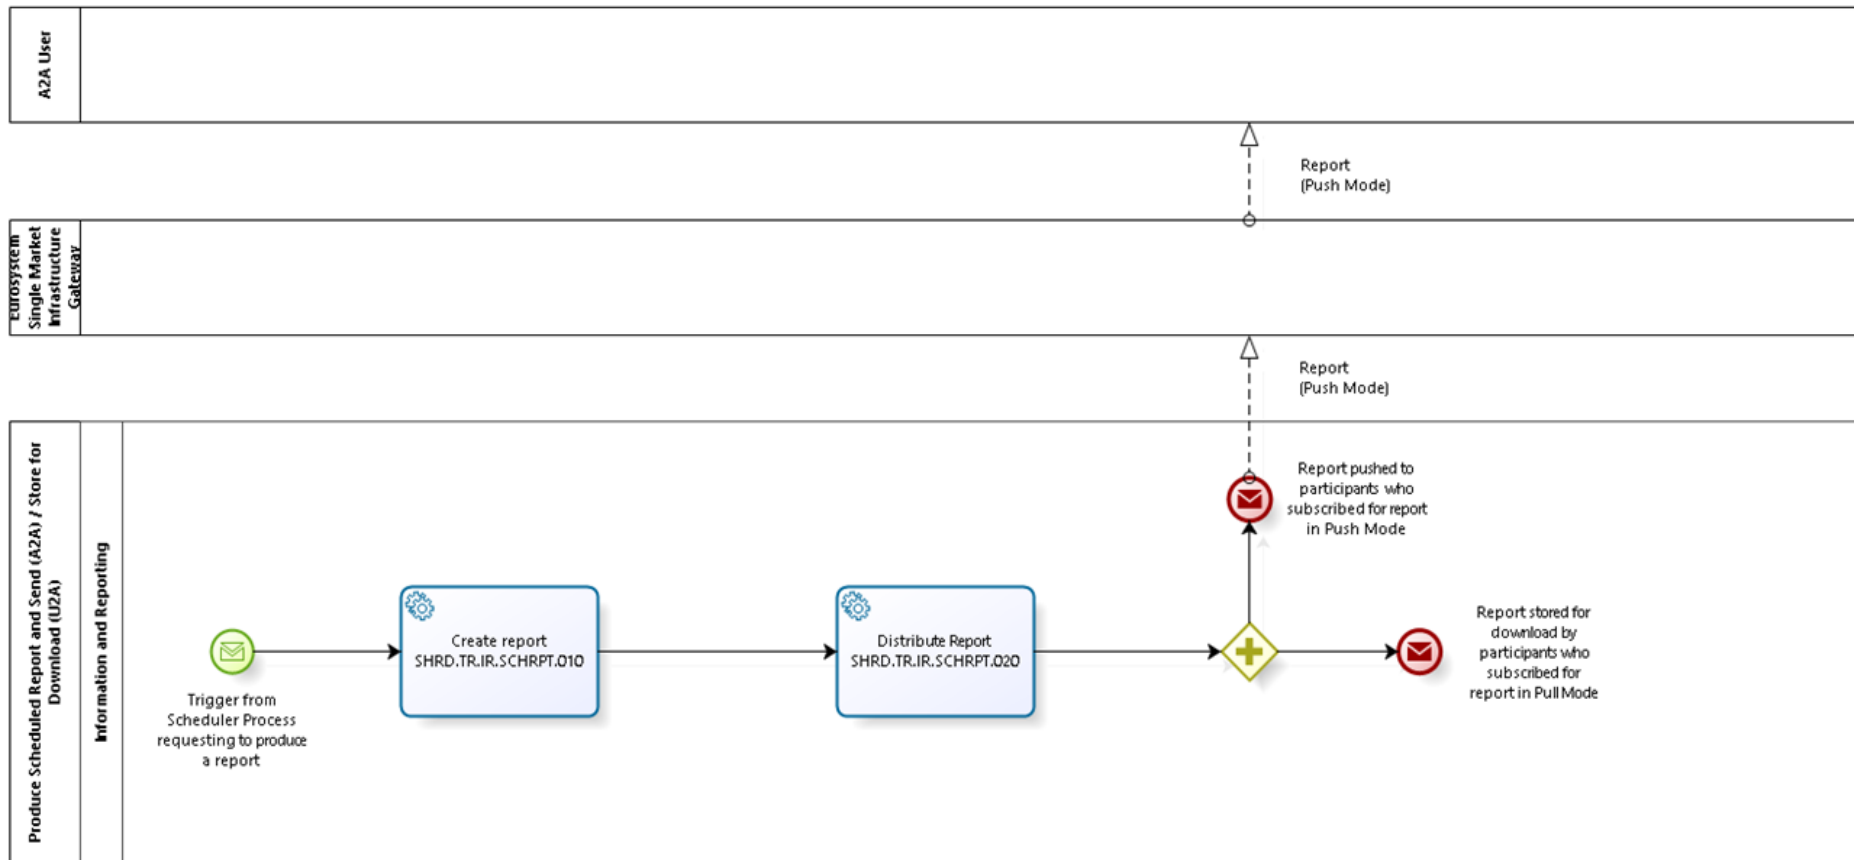 A2A User
Report
(Push Mode)
Eurosystem
Single Market
Infrastructure
Gateway
Report
(Push Mode)
Produce Scheduled Report and Send (A2A) / Store for
Download (U2A)
Information and Reporting
Report pushed to
participants who
subscribed for report
in Push Mode
Create report
SHRD.TR.IR.SCHRPT.010
Distribute Report
SHRD.TR.IR.SCHRPT.020
Report stored for
download by
participants who
subscribed for
report in Pull Mode
Trigger from
Scheduler Process
requesting to produce
a report